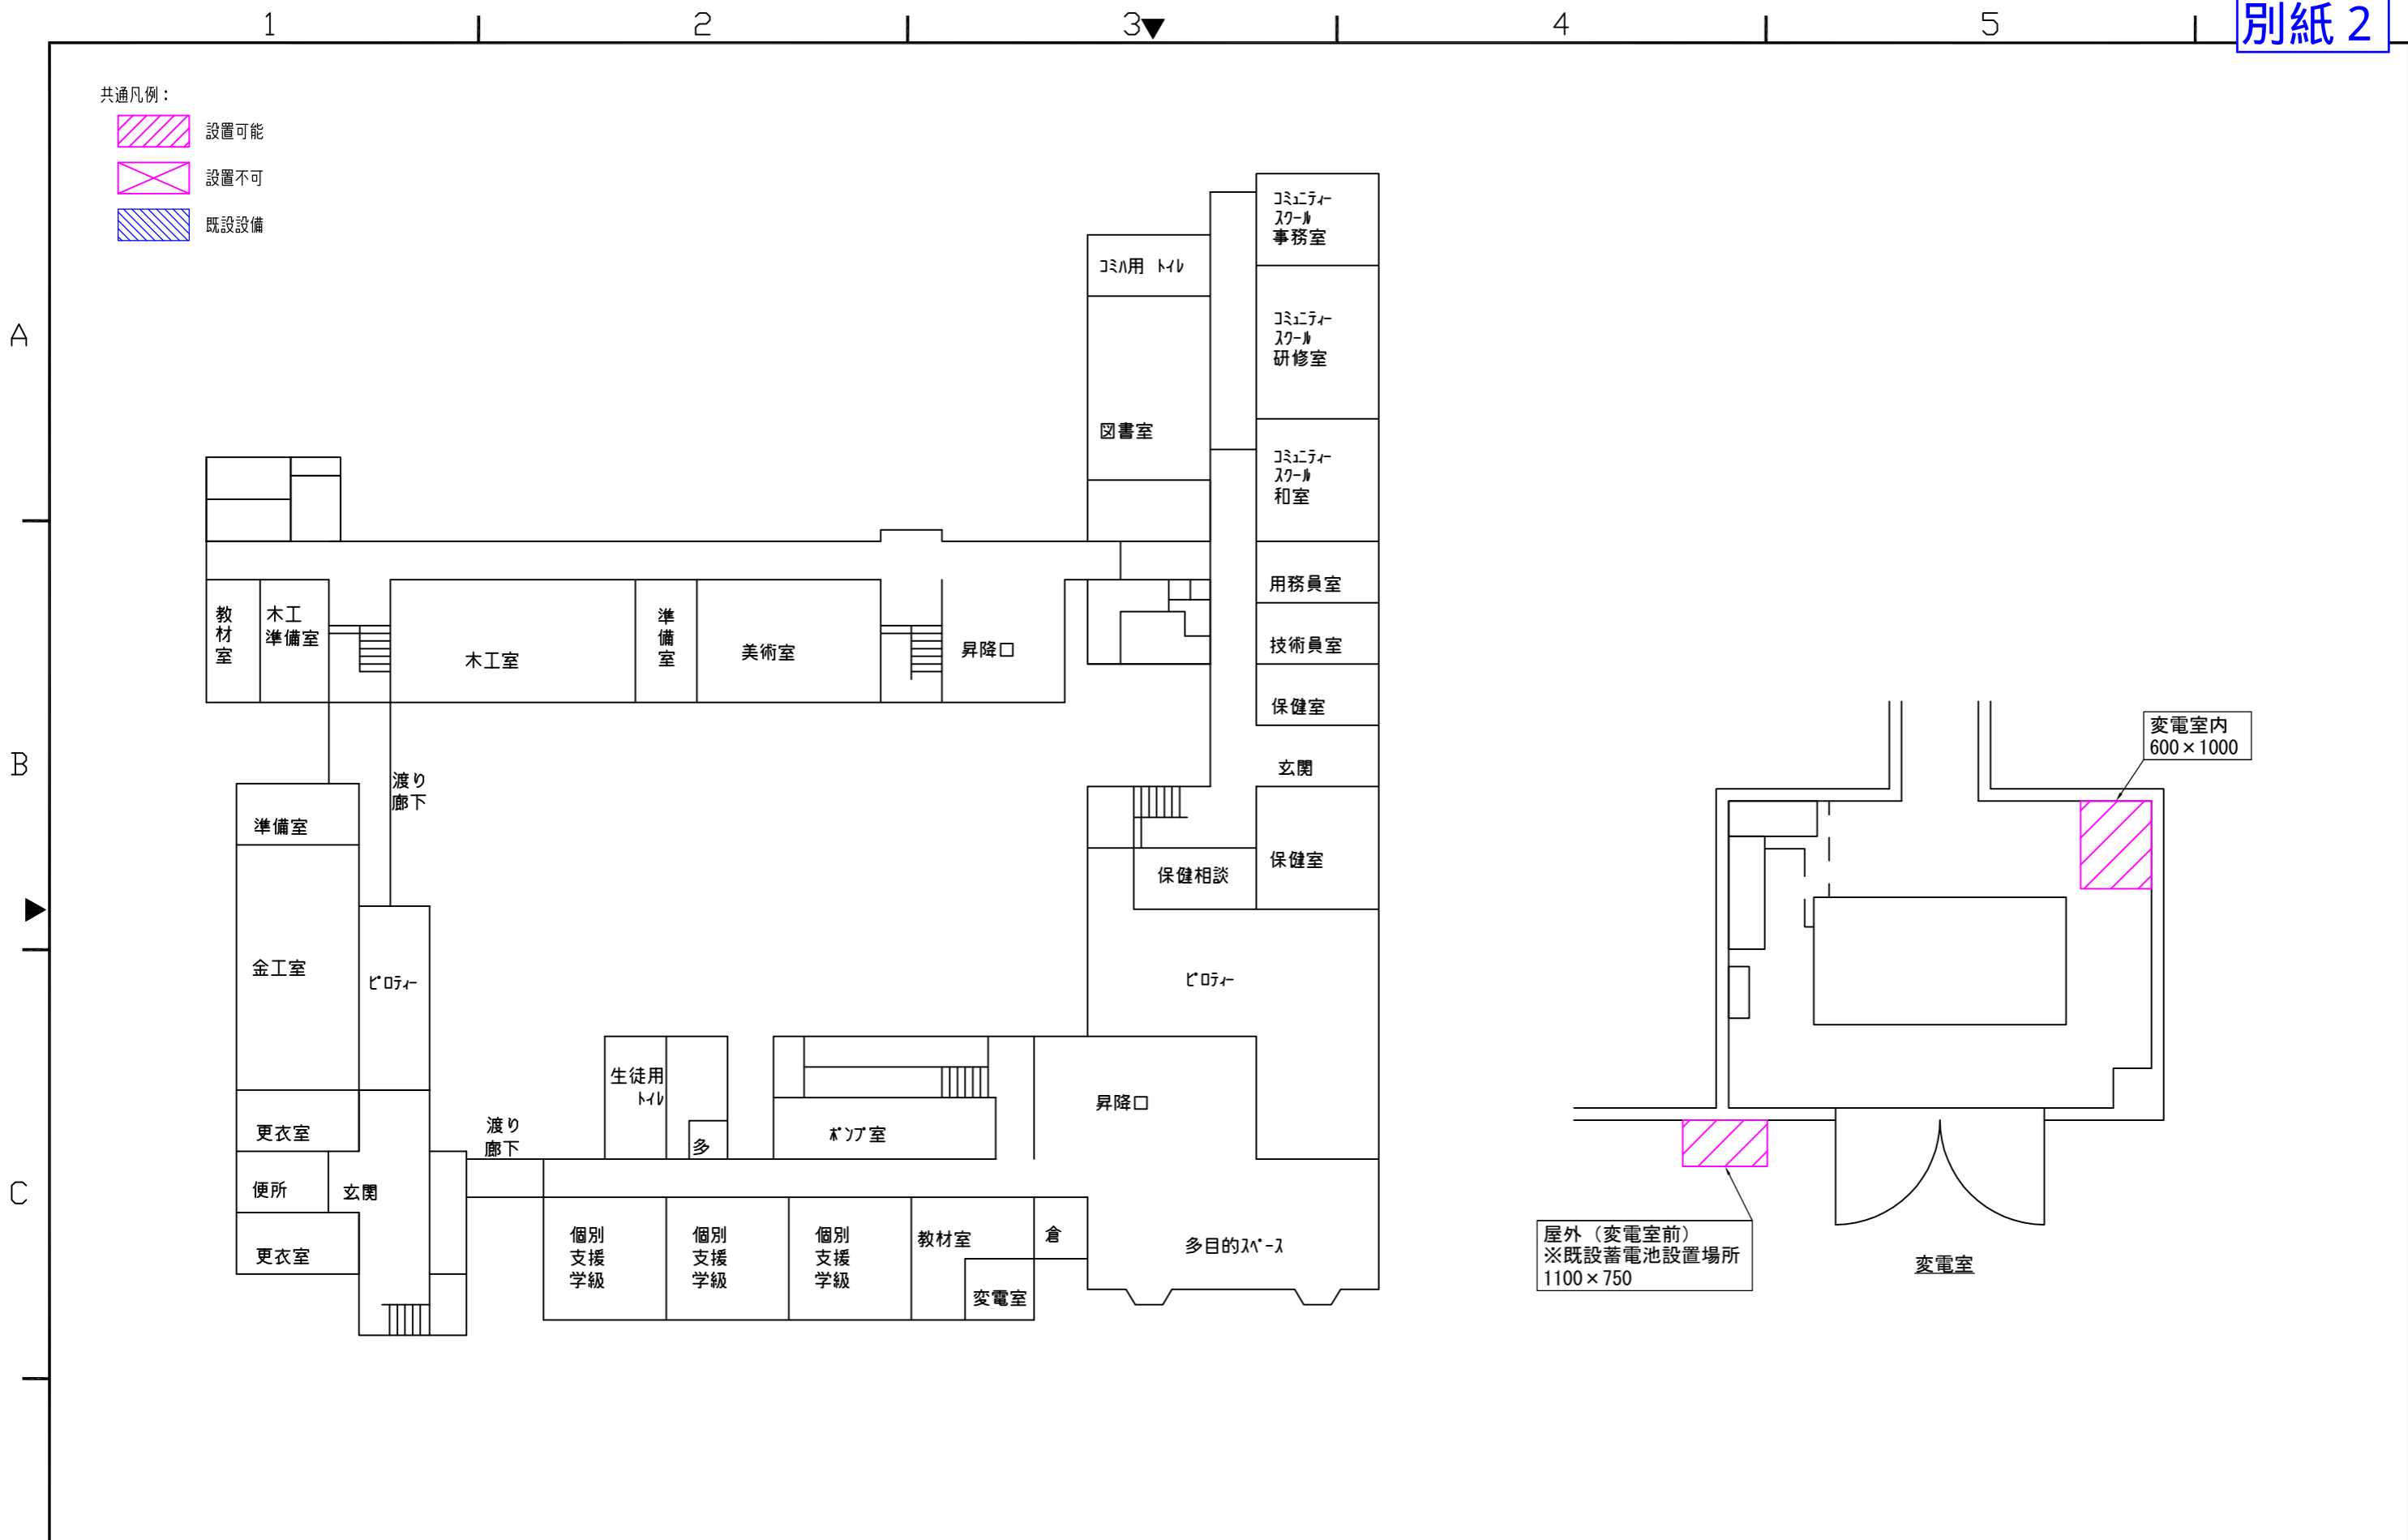 1
2
3
4
5
別紙2
A
B
C
共通凡例：
設置可能
設置不可
既設設備
ｺﾐｭﾆﾃｨｰ
ｽｸｰﾙ
事務室
ｺﾐﾊ用 ﾄｲﾚ
ｺﾐｭﾆﾃｨｰ
ｽｸｰﾙ
研修室
図書室
ｺﾐｭﾆﾃｨｰ
ｽｸｰﾙ
和室
用務員室
技術員室
保健室
玄関
保健室
保健相談
ﾋﾟﾛﾃｨｰ
教
材
室
木工
準備室
木工室
準
備
室
美術室
昇降口
渡り
廊下
準備室
金工室
ﾋﾟﾛﾃｨｰ
更衣室
便所
玄関
更衣室
渡り
廊下
生徒用
ﾄｲﾚ
多
ﾎﾟﾝﾌﾟ室
昇降口
個別
支援
学級
個別
支援
学級
個別
支援
学級
教材室
倉
変電室
多目的ｽﾍﾟｰｽ
変電室内
600×1000
屋外（変電室前）
※既設蓄電池設置場所
1100×750
変電室